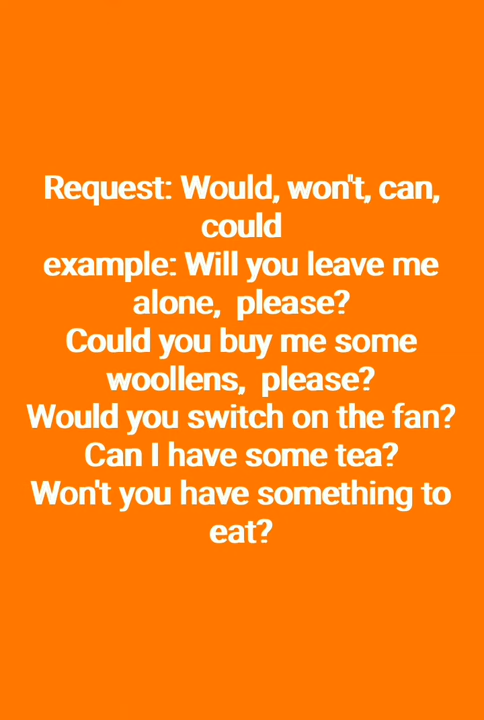 Request: Would, won't, can,
could
example: Will you leave me
alone,  please?
Could you buy me some
woollens,  please?
Would you switch on the fan?
Can I have some tea?
Won't you have something to
eat?